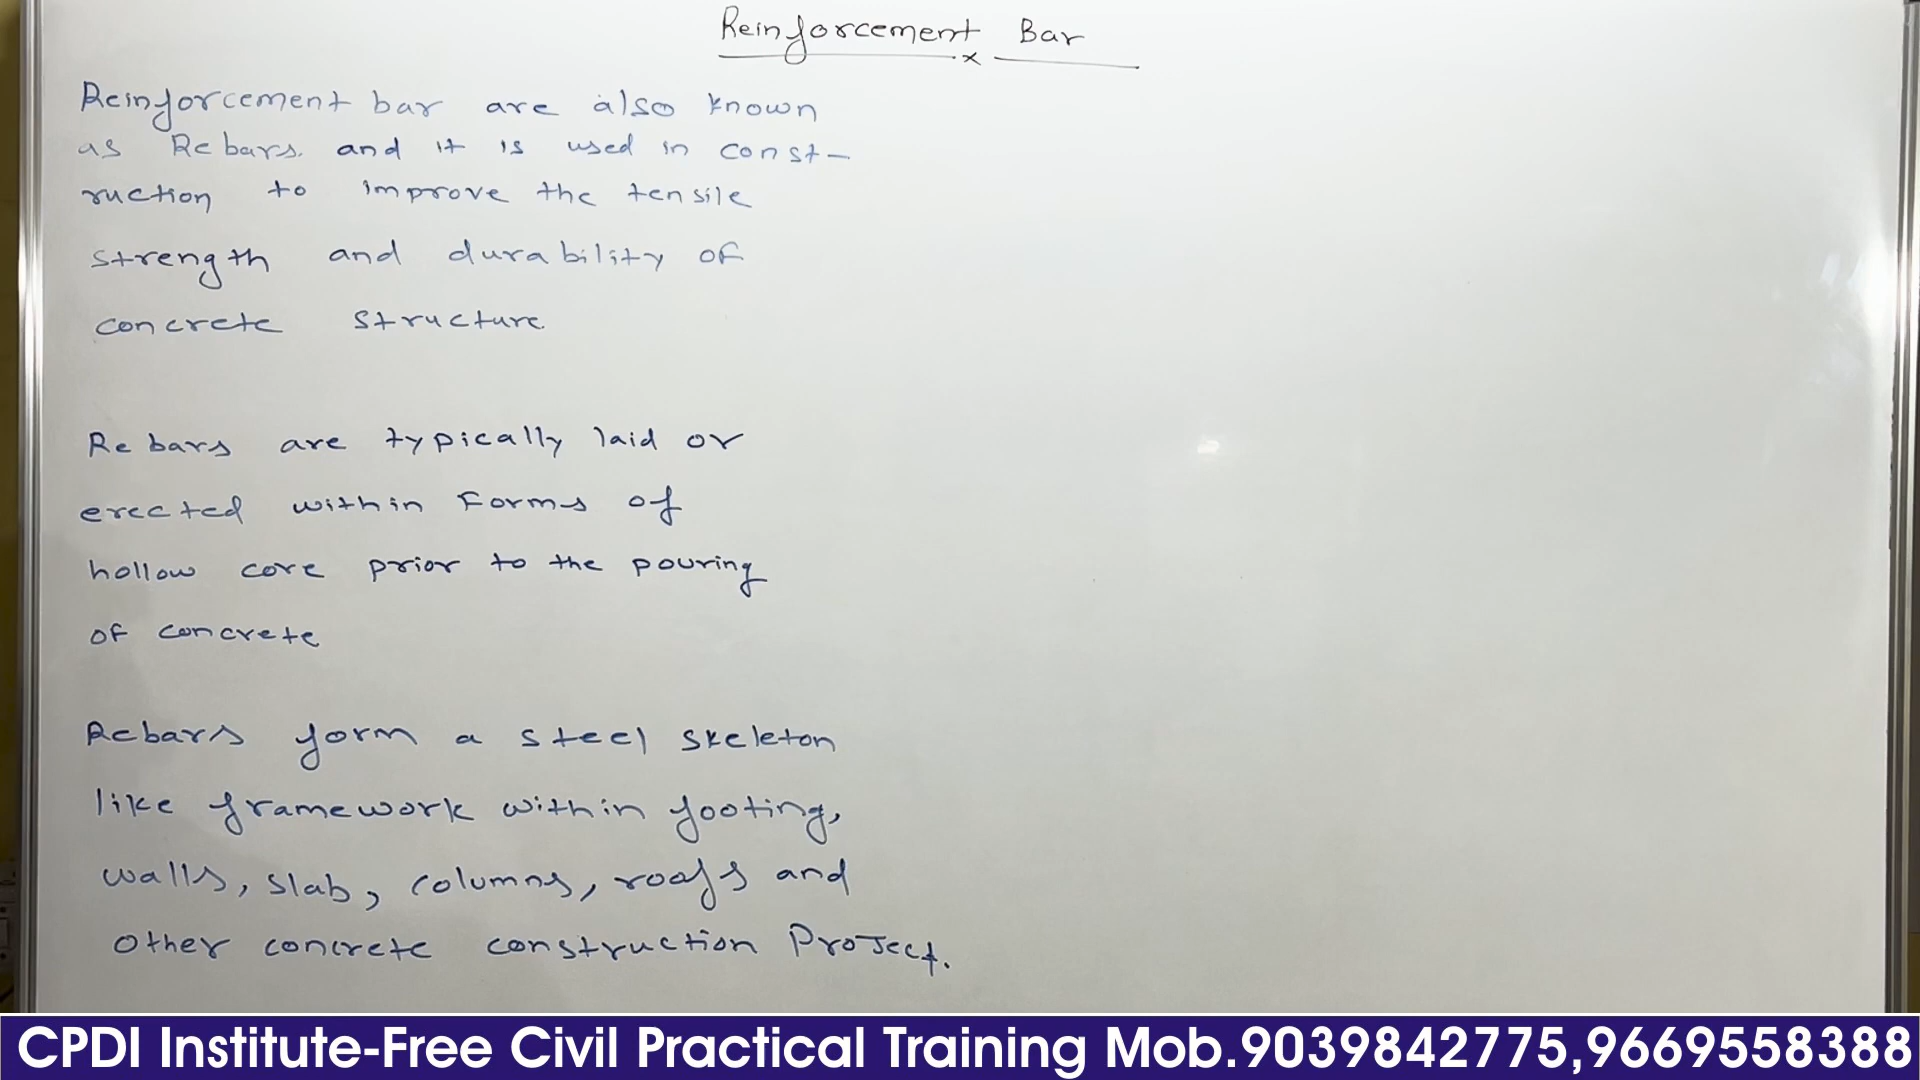 Reinforcement Bar
Reinforcement bar are also known
as Rebars. and it is used in const-
ruction to improve the tensile
strength and durability of
concrete structure.
Rebars are typically laid or
erected within Forms of
hollow core prior to the pouring
of concrete
Rebars form a steel skeleton
like framework within footing,
walls, slab, columns, roofs and
other concrete construction Project.
CPDI Institute-Free Civil Practical Training Mob.9039842775,9669558388